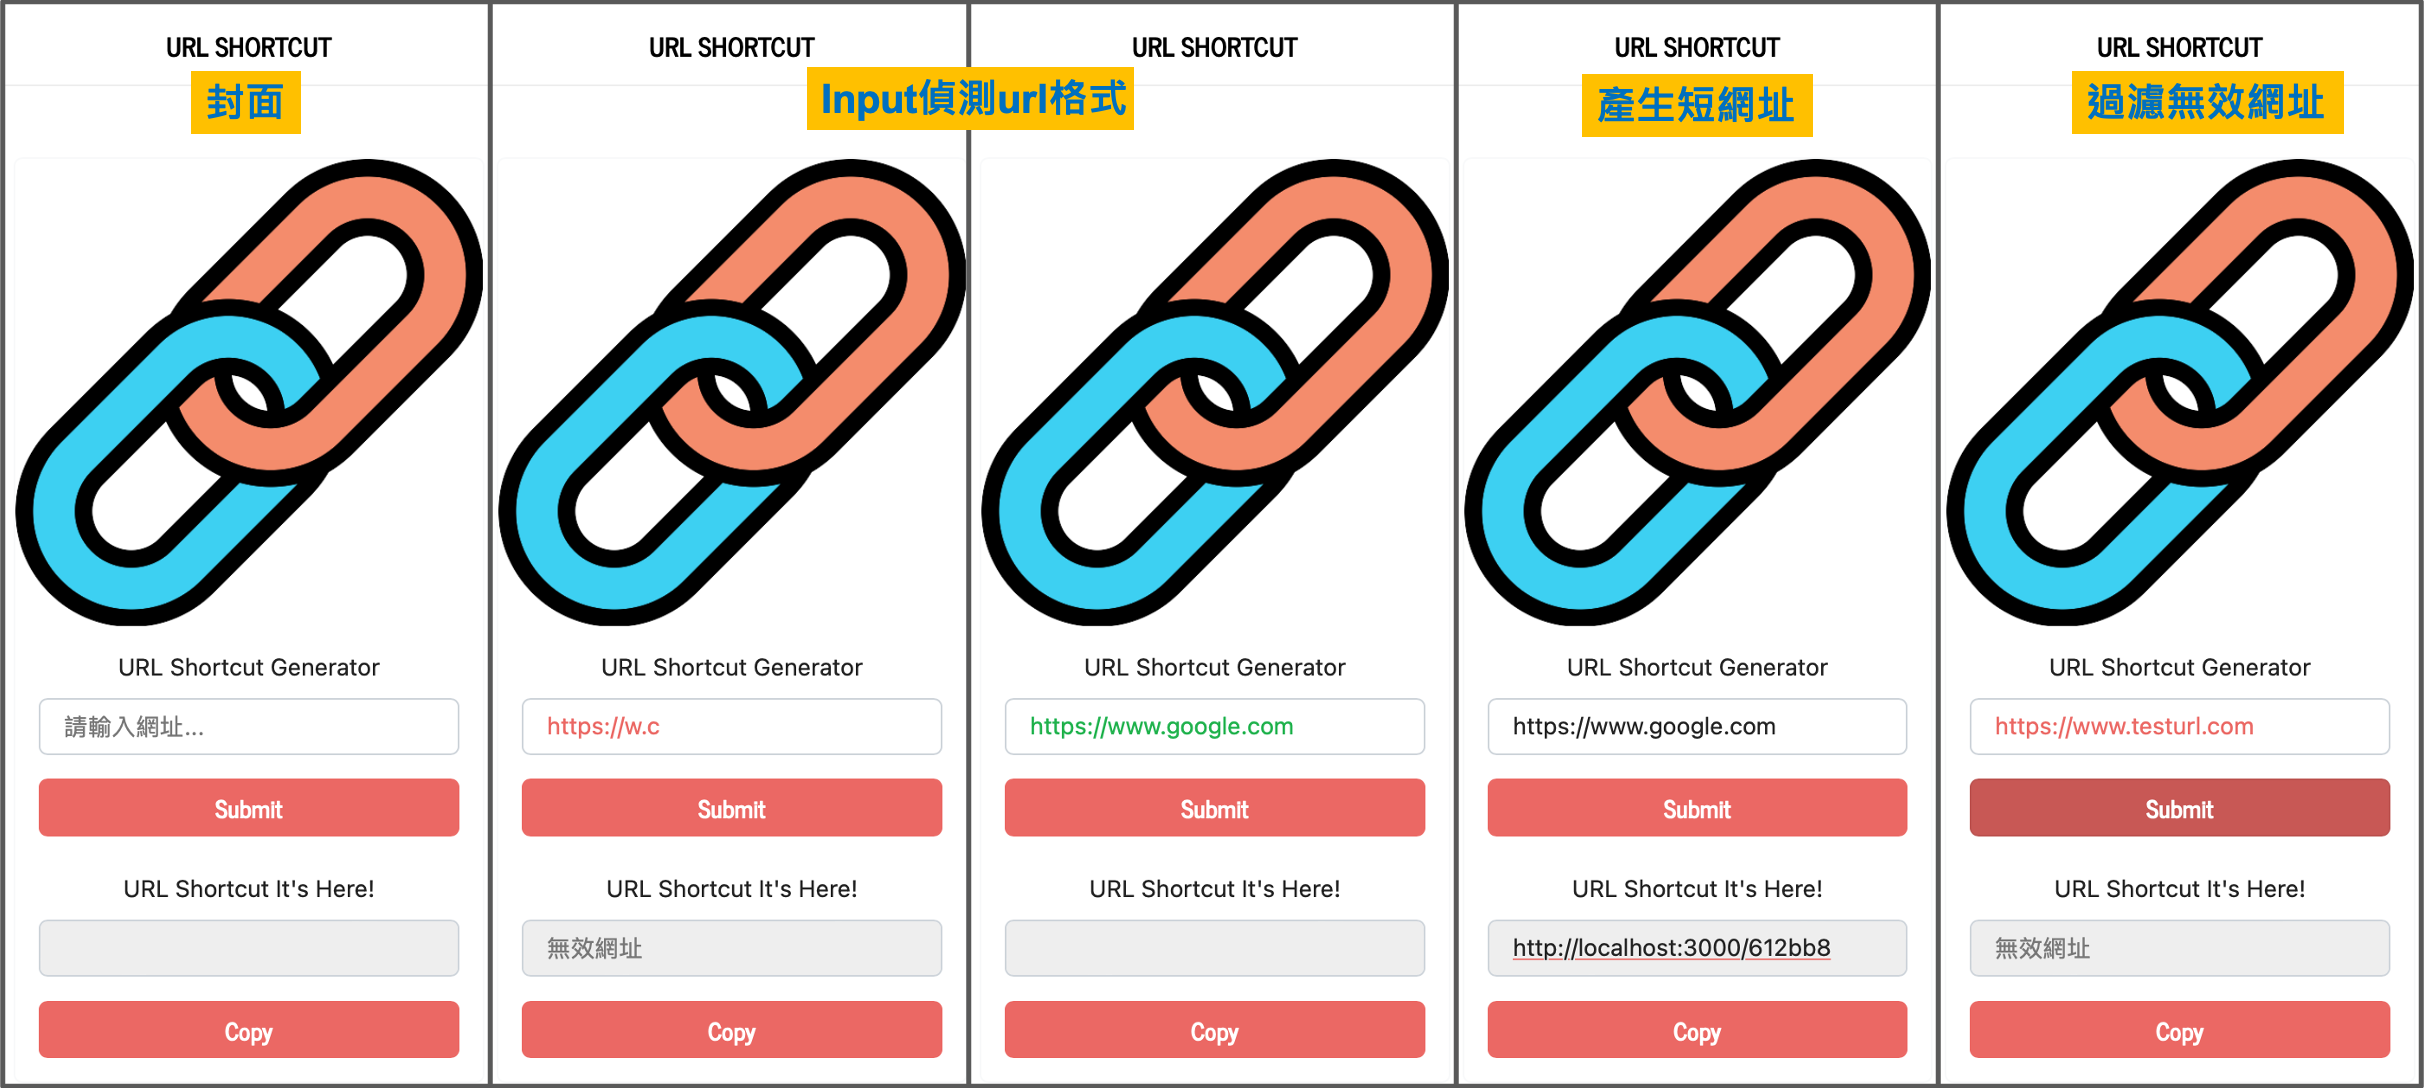 URL SHORTCUT
封面
URL Shortcut Generator
請輸入網址...
Submit
URL Shortcut It's Here!
Copy
URL SHORTCUT
Input偵測url格式
URL Shortcut Generator
https://w.c
Submit
URL Shortcut It's Here!
無效網址
Copy
URL SHORTCUT
URL Shortcut Generator
https://www.google.com
Submit
URL Shortcut It's Here!
Copy
URL SHORTCUT
產生短網址
URL Shortcut Generator
https://www.google.com
Submit
URL Shortcut It's Here!
http://localhost:3000/612bb8
Copy
URL SHORTCUT
過濾無效網址
URL Shortcut Generator
https://www.testurl.com
Submit
URL Shortcut It's Here!
無效網址
Copy